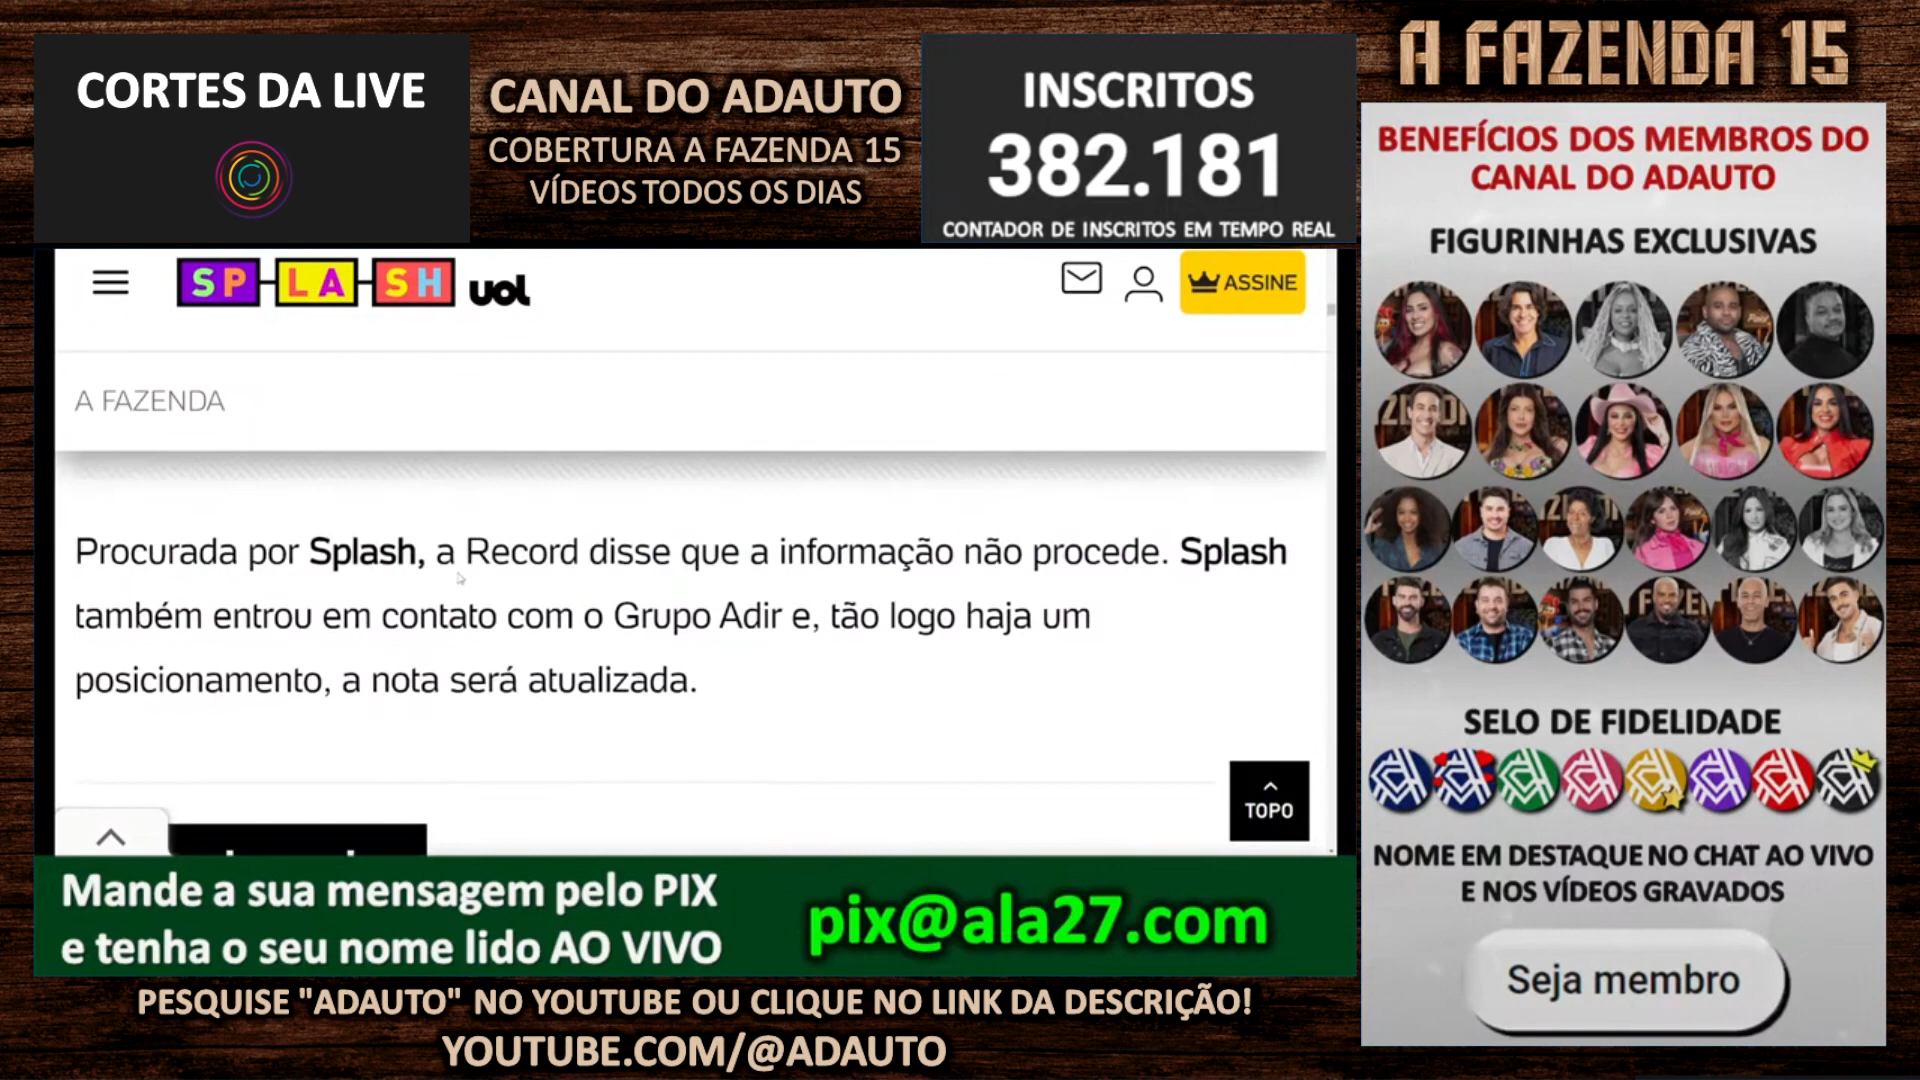 CORTES DA LIVE
CANAL DO ADAUTO
COBERTURA A FAZENDA 15
VÍDEOS TODOS OS DIAS
INSCRITOS
382.181
CONTADOR DE INSCRITOS EM TEMPO REAL
A FAZENDA 15
SPLASH uol
ASSINE
A FAZENDA
Procurada por Splash, a Record disse que a informação não procede. Splash
também entrou em contato com o Grupo Adir e, tão logo haja um
posicionamento, a nota será atualizada.
TOPO
Mande a sua mensagem pelo PIX
e tenha o seu nome lido AO VIVO
pix@ala27.com
PESQUISE "ADAUTO" NO YOUTUBE OU CLIQUE NO LINK DA DESCRIÇÃO!
YOUTUBE.COM/@ADAUTO
BENEFÍCIOS DOS MEMBROS DO
CANAL DO ADAUTO
FIGURINHAS EXCLUSIVAS
SELO DE FIDELIDADE
NOME EM DESTAQUE NO CHAT AO VIVO
E NOS VÍDEOS GRAVADOS
Seja membro